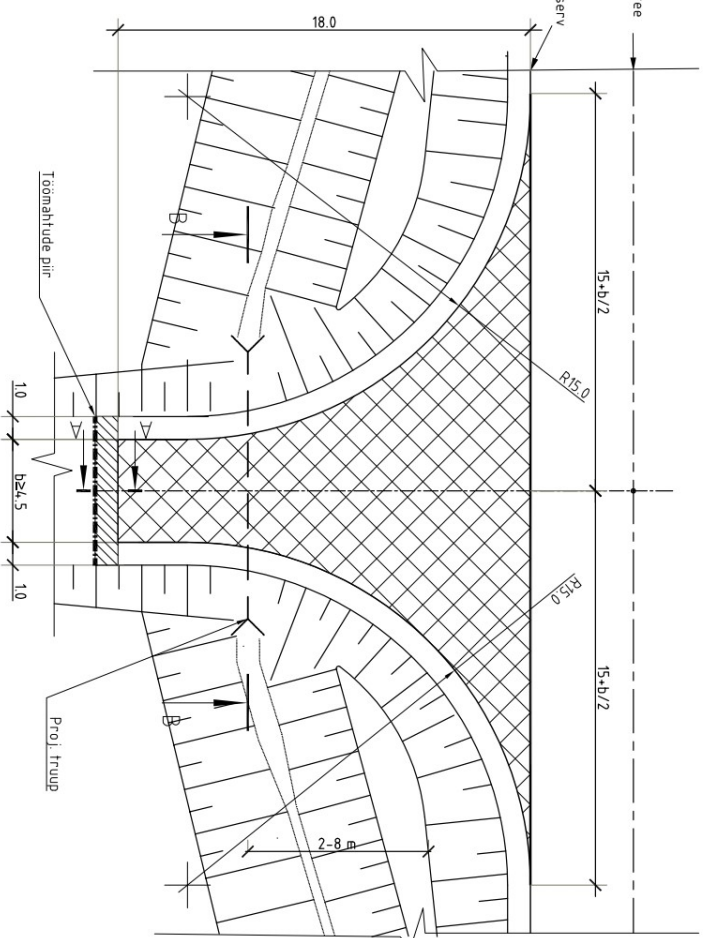 18.0
ee
serv
15+b/2
15+b/2
R15.0
R15.0
B
B
A
A
Töömahtude piir
1.0
b≥4.5
1.0
Proj. truup
2-8 m